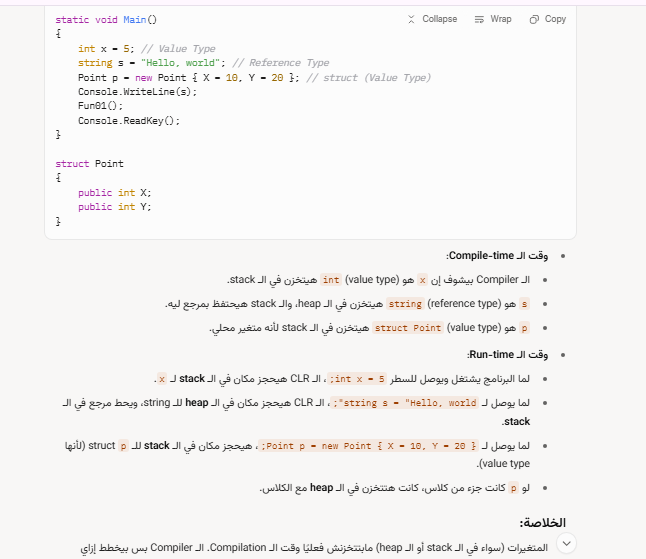 Collapse Wrap Copy
static void Main()
{
int x = 5; // Value Type
string s = "Hello, world"; // Reference Type
Point p = new Point { X = 10, Y = 20 }; // struct (Value Type)
Console.WriteLine(s);
Fun01();
Console.ReadKey();
}
struct Point
{
public int X;
public int Y;
}
وقت الـ Compile-time:
الـ Compiler بيشوف إن x هو int (value type) هيتخزن في الـ stack.
s هو string (reference type) هيتخزن في الـ heap، والـ stack هيحتفظ بمرجع ليه.
p هو struct Point (value type) هيتخزن في الـ stack لأنه متغير محلي.
وقت الـ Run-time:
لما البرنامج يشتغل ويوصل للسطر int x = 5;، الـ CLR هيحجز مكان في الـ stack لـ x.
لما يوصل لـ string s = "Hello, world";، الـ CLR هيحجز مكان في الـ heap للـ string، ويحط مرجع في الـ
stack.
لما يوصل لـ Point p = new Point { X = 10, Y = 20 };، هيحجز مكان في الـ stack للـ struct p (لأنها
value type).
لو p كانت جزء من كلاس، كانت هتتخزن في الـ heap مع الكلاس.
الخلاصة:
المتغيرات (سواء في الـ stack أو الـ heap) مابتتخزنش فعليًا وقت الـ Compilation. الـ Compiler بس بيخطط إزاي